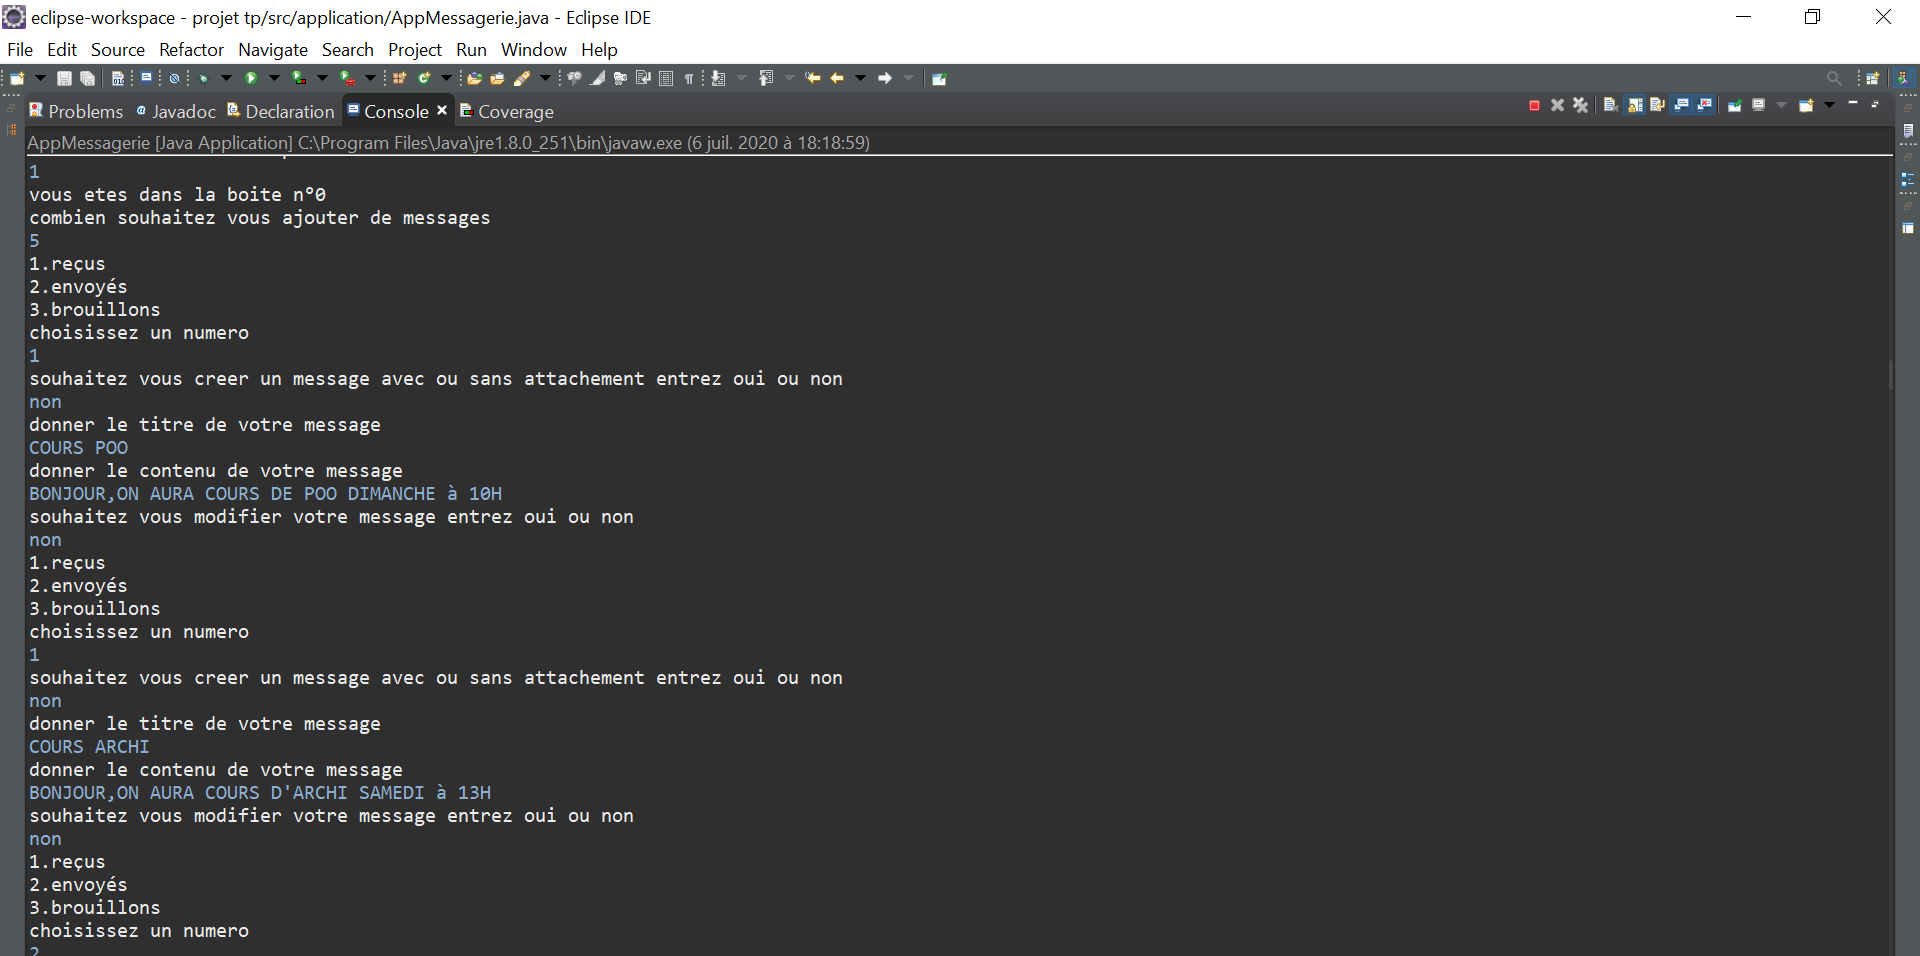 eclipse-workspace - projet tp/src/application/AppMessagerie.java - Eclipse IDE
File Edit Source Refactor Navigate Search Project Run Window Help
Problems Javadoc Declaration Console Coverage
AppMessagerie [Java Application] C:\Program Files\Java\jre1.8.0_251\bin\javaw.exe (6 juil. 2020 à 18:18:59)
1
vous etes dans la boite n°0
combien souhaitez vous ajouter de messages
5
1.reçus
2.envoyés
3.brouillons
choisissez un numero
1
souhaitez vous creer un message avec ou sans attachement entrez oui ou non
non
donner le titre de votre message
COURS POO
donner le contenu de votre message
BONJOUR,ON AURA COURS DE POO DIMANCHE à 10H
souhaitez vous modifier votre message entrez oui ou non
non
1.reçus
2.envoyés
3.brouillons
choisissez un numero
1
souhaitez vous creer un message avec ou sans attachement entrez oui ou non
non
donner le titre de votre message
COURS ARCHI
donner le contenu de votre message
BONJOUR,ON AURA COURS D'ARCHI SAMEDI à 13H
souhaitez vous modifier votre message entrez oui ou non
non
1.reçus
2.envoyés
3.brouillons
choisissez un numero
2